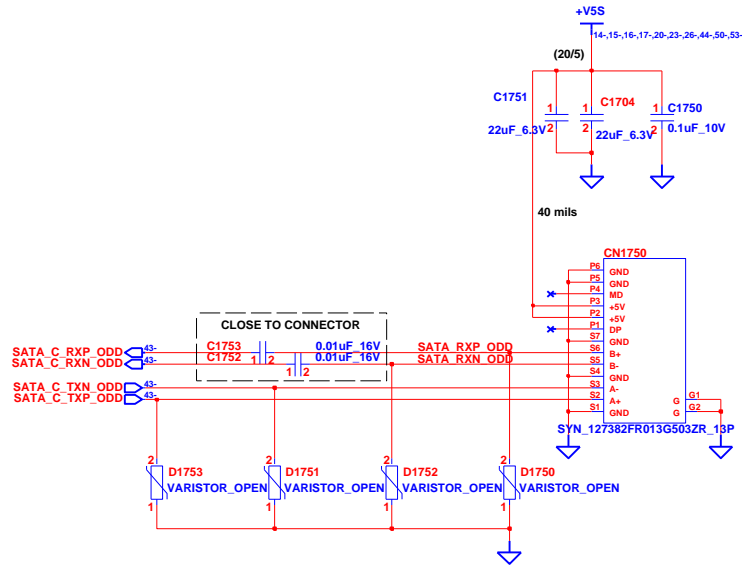 +V5S
14-,15-,16-,17-,20-,23-,26-,44-,50-,53-
(20/5)
C1751
C1704
C1750
1
1
1
2
2
2
22uF_6.3V
22uF_6.3V
0.1uF_10V
40 mils
CN1750
P6 GND
P5 GND
P4 MD
P3 +5V
P2 +5V
P1 DP
S7 GND
S6 B+
S5 B-
S4 GND
S3 A-
S2 A+
S1 GND
G G1
G G2
SYN_127382FR013G503ZR_13P
CLOSE TO CONNECTOR
SATA_C_RXP_ODD 43- C1753 1 2 0.01uF_16V SATA_RXP_ODD
SATA_C_RXN_ODD 43- C1752 1 2 0.01uF_16V SATA_RXN_ODD
SATA_C_TXN_ODD 43-
SATA_C_TXP_ODD 43-
2 D1753 2 D1751 2 D1752 2 D1750
VARISTOR_OPEN VARISTOR_OPEN VARISTOR_OPEN VARISTOR_OPEN
1 1 1 1